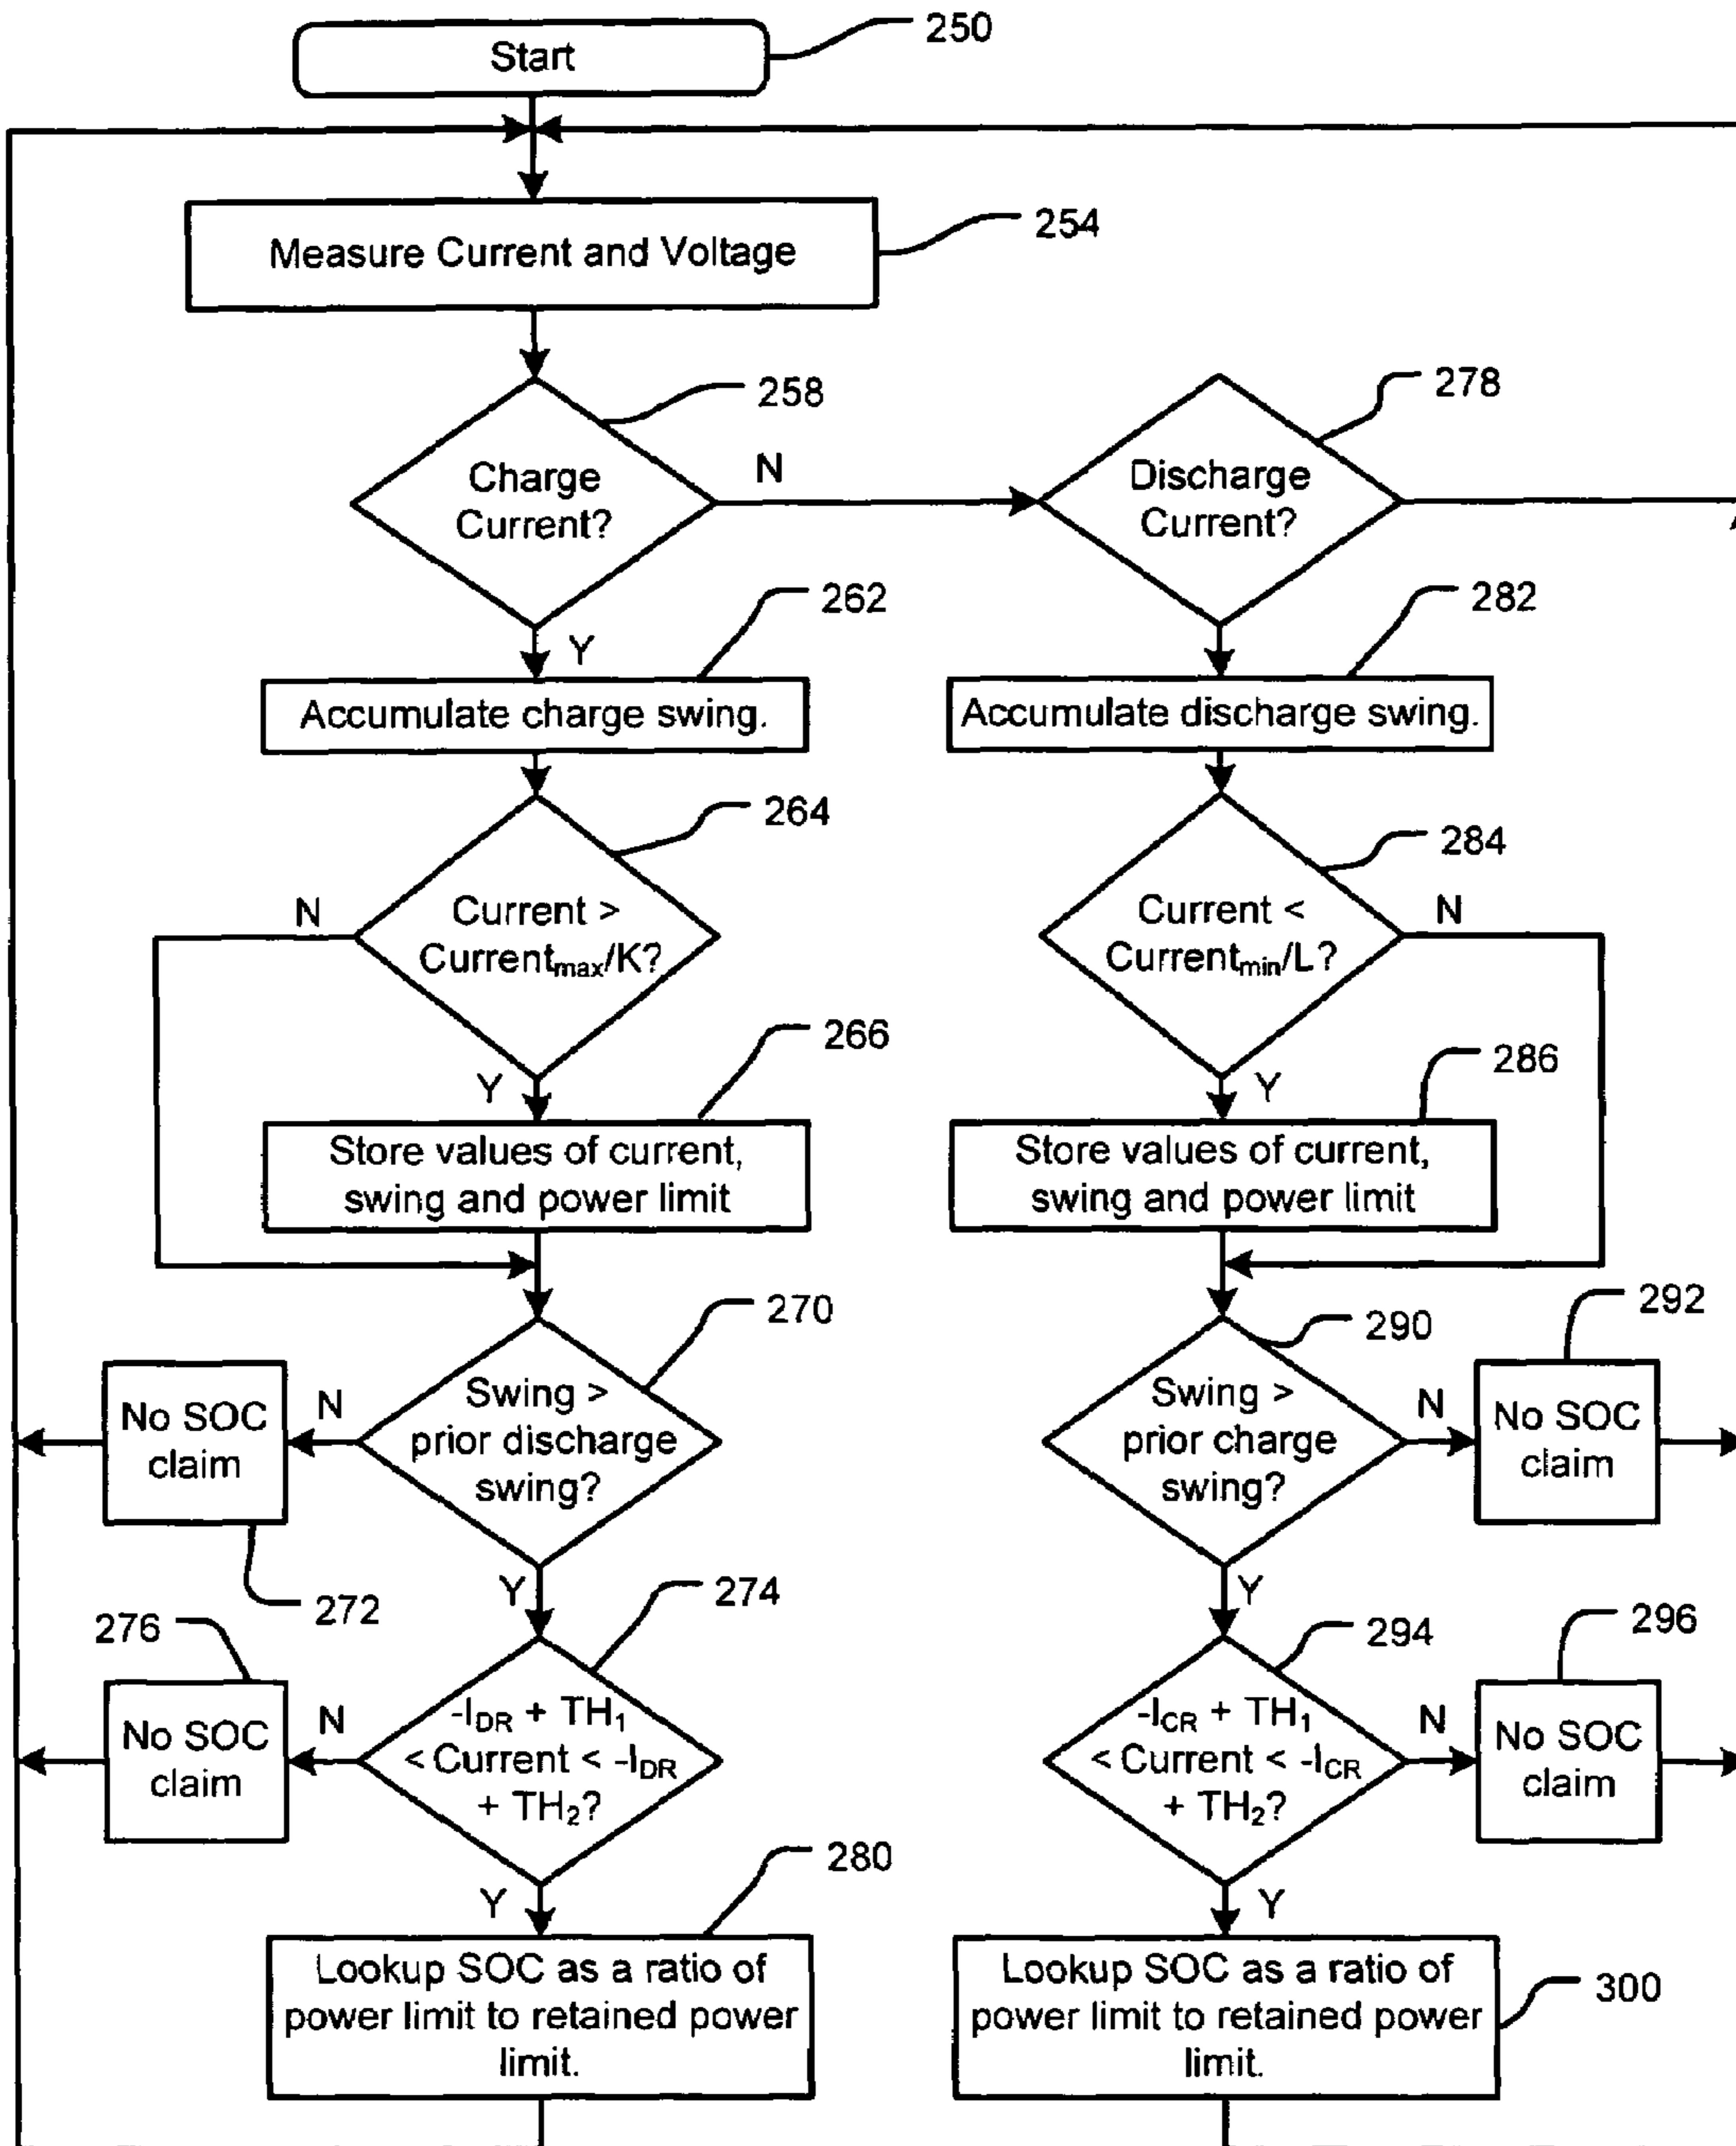 Start
250
Measure Current and Voltage
254
Charge
Current?
258
N
Y
Discharge
Current?
278
Accumulate charge swing.
262
Accumulate discharge swing.
282
Current >
Currentmax/K?
264
N
Y
Current <
Currentmin/L?
284
N
Y
Store values of current,
swing and power limit
266
Store values of current,
swing and power limit
286
Swing >
prior discharge
swing?
270
N
Y
No SOC
claim
272
Swing >
prior charge
swing?
290
N
Y
No SOC
claim
292
-IDR + TH1
< Current < -IDR
+ TH2?
274
N
Y
No SOC
claim
276
-ICR + TH1
< Current < -ICR
+ TH2?
294
N
Y
No SOC
claim
296
Lookup SOC as a ratio of
power limit to retained power
limit.
280
Lookup SOC as a ratio of
power limit to retained power
limit.
300